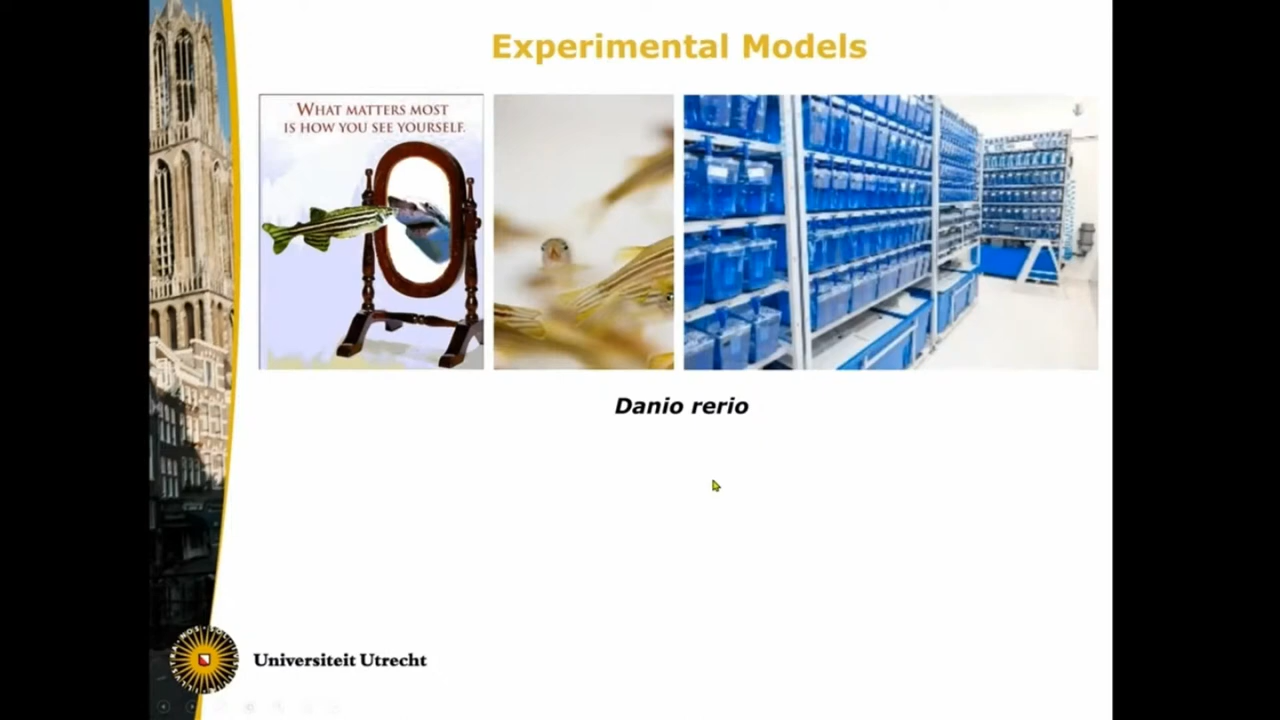 Experimental Models
WHAT MATTERS MOST
IS HOW YOU SEE YOURSELF.
Danio rerio
Universiteit Utrecht